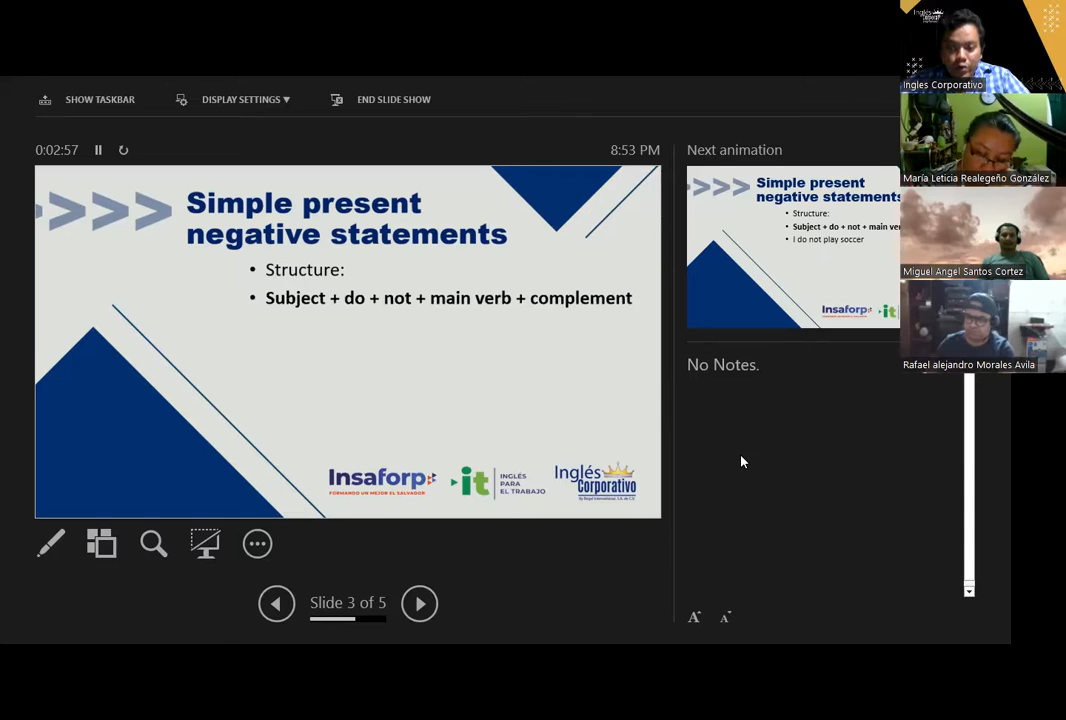 SHOW TASKBAR
DISPLAY SETTINGS ▼
END SLIDE SHOW
0:02:57
8:53 PM
Simple present
negative statements
• Structure:
• Subject + do + not + main verb + complement
Insaforp
FORMANDO UN MEJOR EL SALVADOR
it
INGLÉS
PARA
EL TRABAJO
Inglés
Corporativo
Slide 3 of 5
Next animation
Simple present
negative statements
• Structure:
• Subject + do + not + main ver
• I do not play soccer
Insaforp
it
No Notes.
A
A
Inglés
Corporativo
Ingles Corporativo
María Leticia Realegeño González
Miguel Angel Santos Cortez
Rafael alejandro Morales Avila